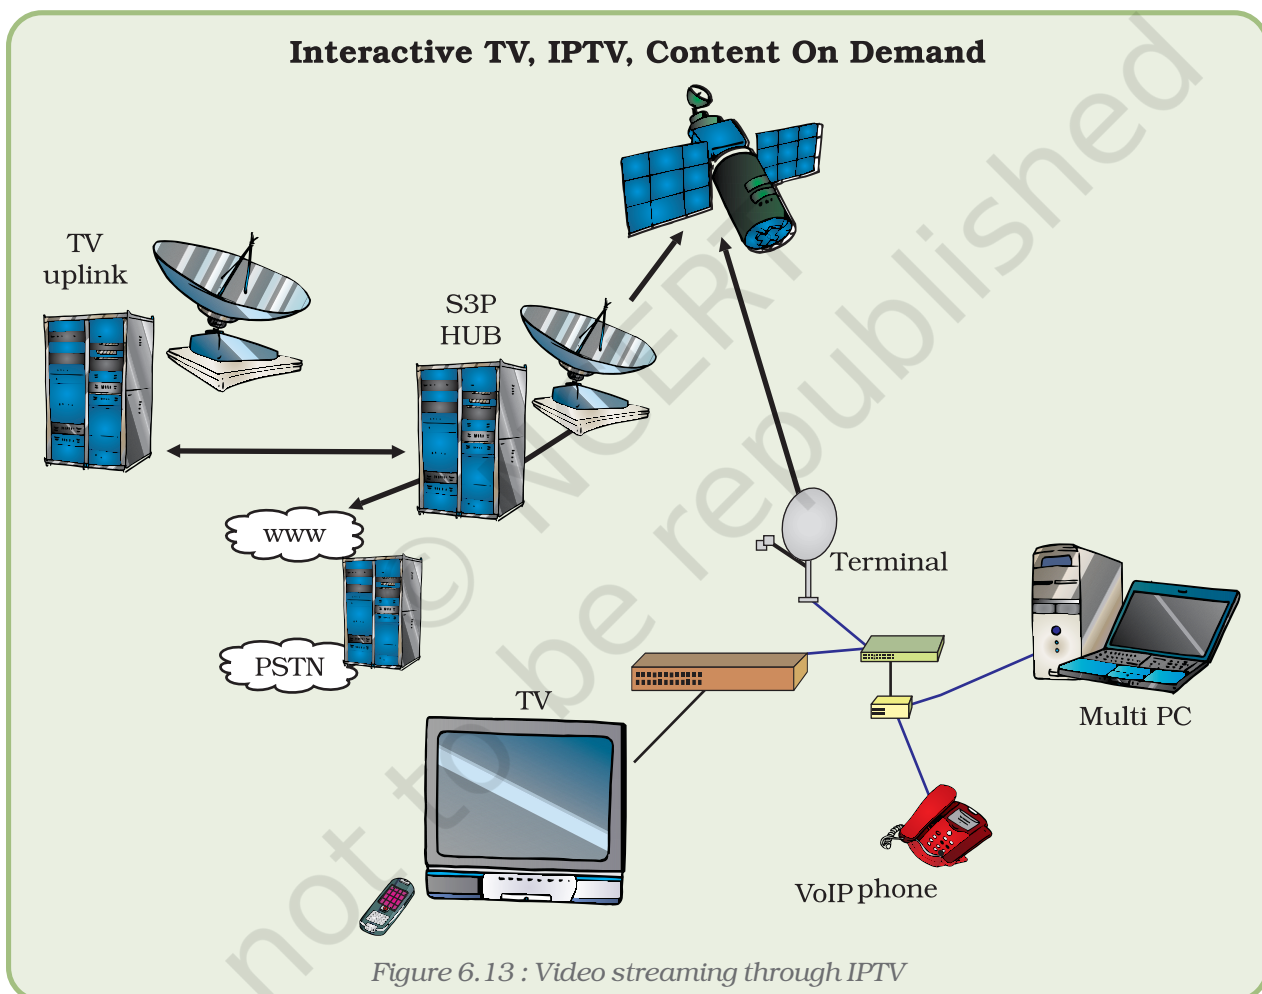 Interactive TV, IPTV, Content On Demand
TV
uplink
S3P
HUB
www
PSTN
Terminal
TV
Multi PC
VoIP phone
Figure 6.13 : Video streaming through IPTV
© NCERT
not to be republished